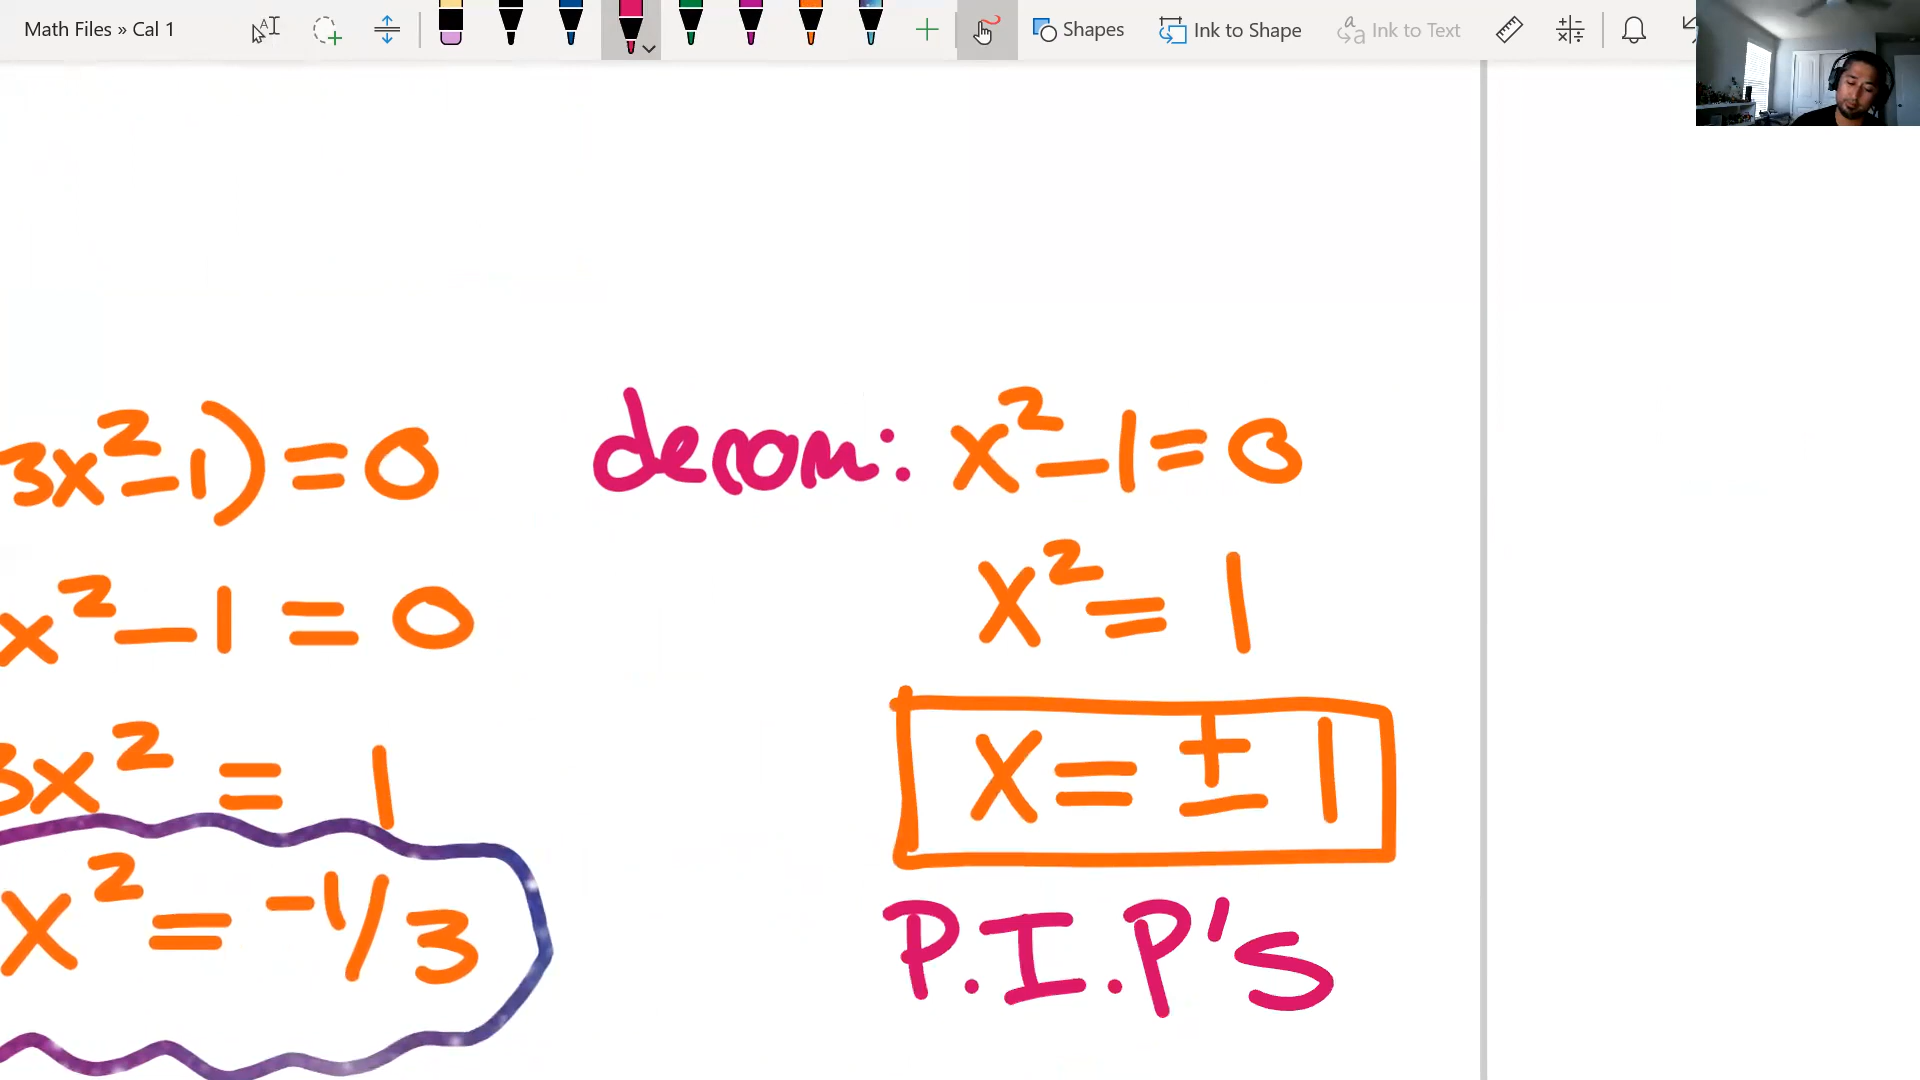 Math Files » Cal 1
Shapes
Ink to Shape
Ink to Text
3x²-1) = 0
x²-1 = 0
3x² = 1
x² = -1/3
denom: x²-1=0
x² = 1
x = ± 1
P.I.P's